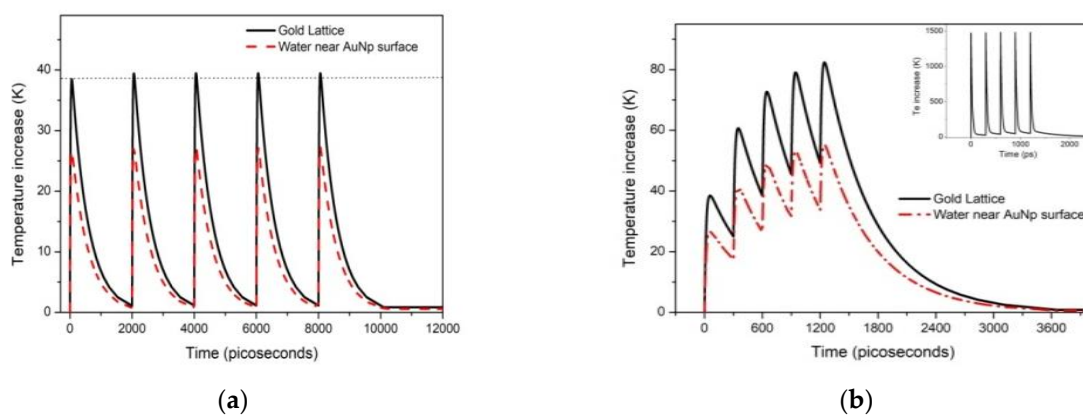 Gold Lattice
Water near AuNp surface
Temperature increase (K)
40
30
20
10
0
0
2000
4000
6000
8000
10000
12000
Time (picoseconds)
(a)
Temperature increase (K)
100
80
60
40
20
0
0
600
1200
1800
2400
3000
3600
Time (picoseconds)
Gold Lattice
Water near AuNp surface
Te increase (K)
1500
1000
500
0
0
1000
2000
Time (ps)
(b)